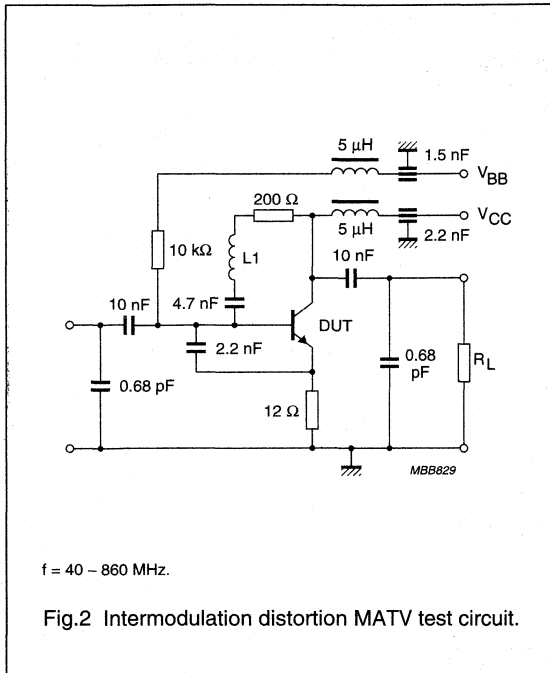 5 μH
1.5 nF
V_BB
200 Ω
V_CC
5 μH
2.2 nF
10 kΩ
L1
10 nF
10 nF
4.7 nF
DUT
2.2 nF
0.68 pF
0.68
pF
R_L
12 Ω
MBB829
f = 40 – 860 MHz.
Fig.2 Intermodulation distortion MATV test circuit.